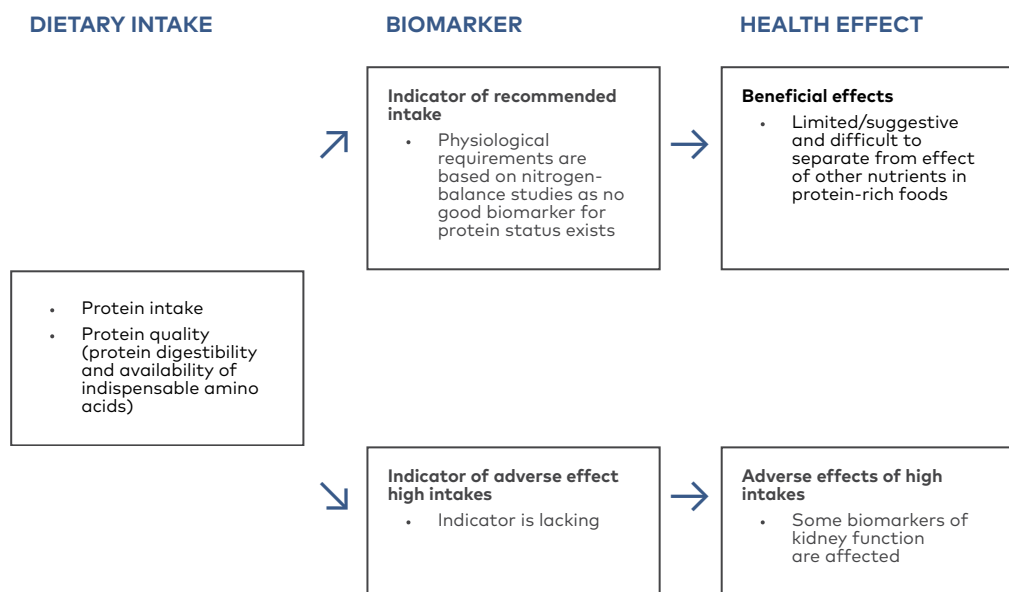 DIETARY INTAKE
BIOMARKER
HEALTH EFFECT
Protein intake
Protein quality
(protein digestibility
and availability of
indispensable amino
acids)
Indicator of recommended
intake
Physiological
requirements are
based on nitrogen-
balance studies as no
good biomarker for
protein status exists
Beneficial effects
Limited/suggestive
and difficult to
separate from effect
of other nutrients in
protein-rich foods
Indicator of adverse effect
high intakes
Indicator is lacking
Adverse effects of high
intakes
Some biomarkers of
kidney function
are affected